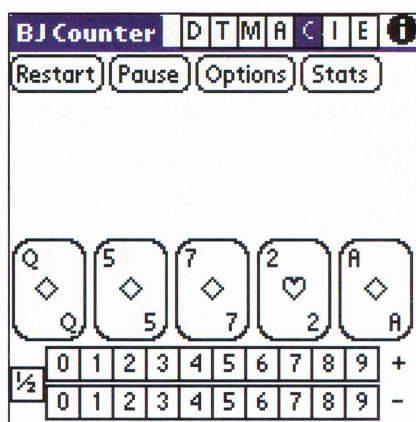 BJ Counter D T M A C I E i
Restart Pause Options Stats
Q 5 7 2 A
Q 5 7 2 A
0 1 2 3 4 5 6 7 8 9 +
½
0 1 2 3 4 5 6 7 8 9 -